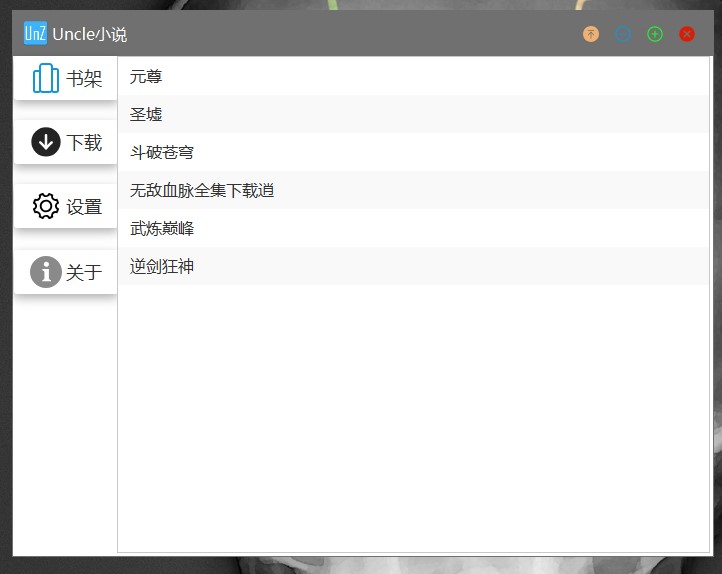 UnZ Uncle小说
书架
下载
设置
关于
元尊
圣墟
斗破苍穹
无敌血脉全集下载逍
武炼巅峰
逆剑狂神